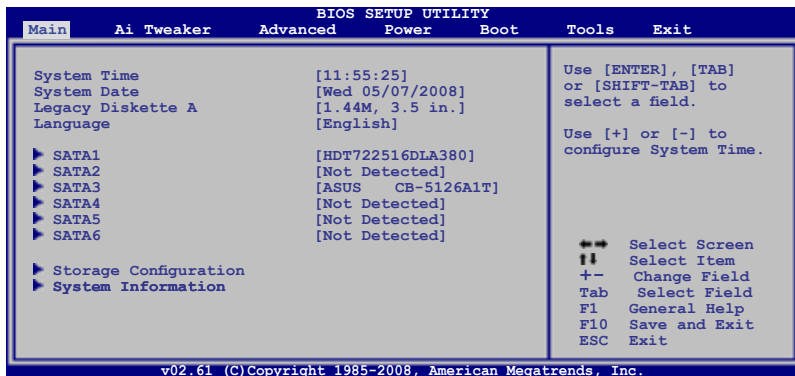 BIOS SETUP UTILITY
Main Ai Tweaker Advanced Power Boot Tools Exit
System Time [11:55:25]
System Date [Wed 05/07/2008]
Legacy Diskette A [1.44M, 3.5 in.]
Language [English]
SATA1 [HDT722516DLA380]
SATA2 [Not Detected]
SATA3 [ASUS CB-5126A1T]
SATA4 [Not Detected]
SATA5 [Not Detected]
SATA6 [Not Detected]
Storage Configuration
System Information
Use [ENTER], [TAB]
or [SHIFT-TAB] to
select a field.
Use [+] or [-] to
configure System Time.
←→ Select Screen
↑↓ Select Item
+- Change Field
Tab Select Field
F1 General Help
F10 Save and Exit
ESC Exit
v02.61 (C)Copyright 1985-2008, American Megatrends, Inc.